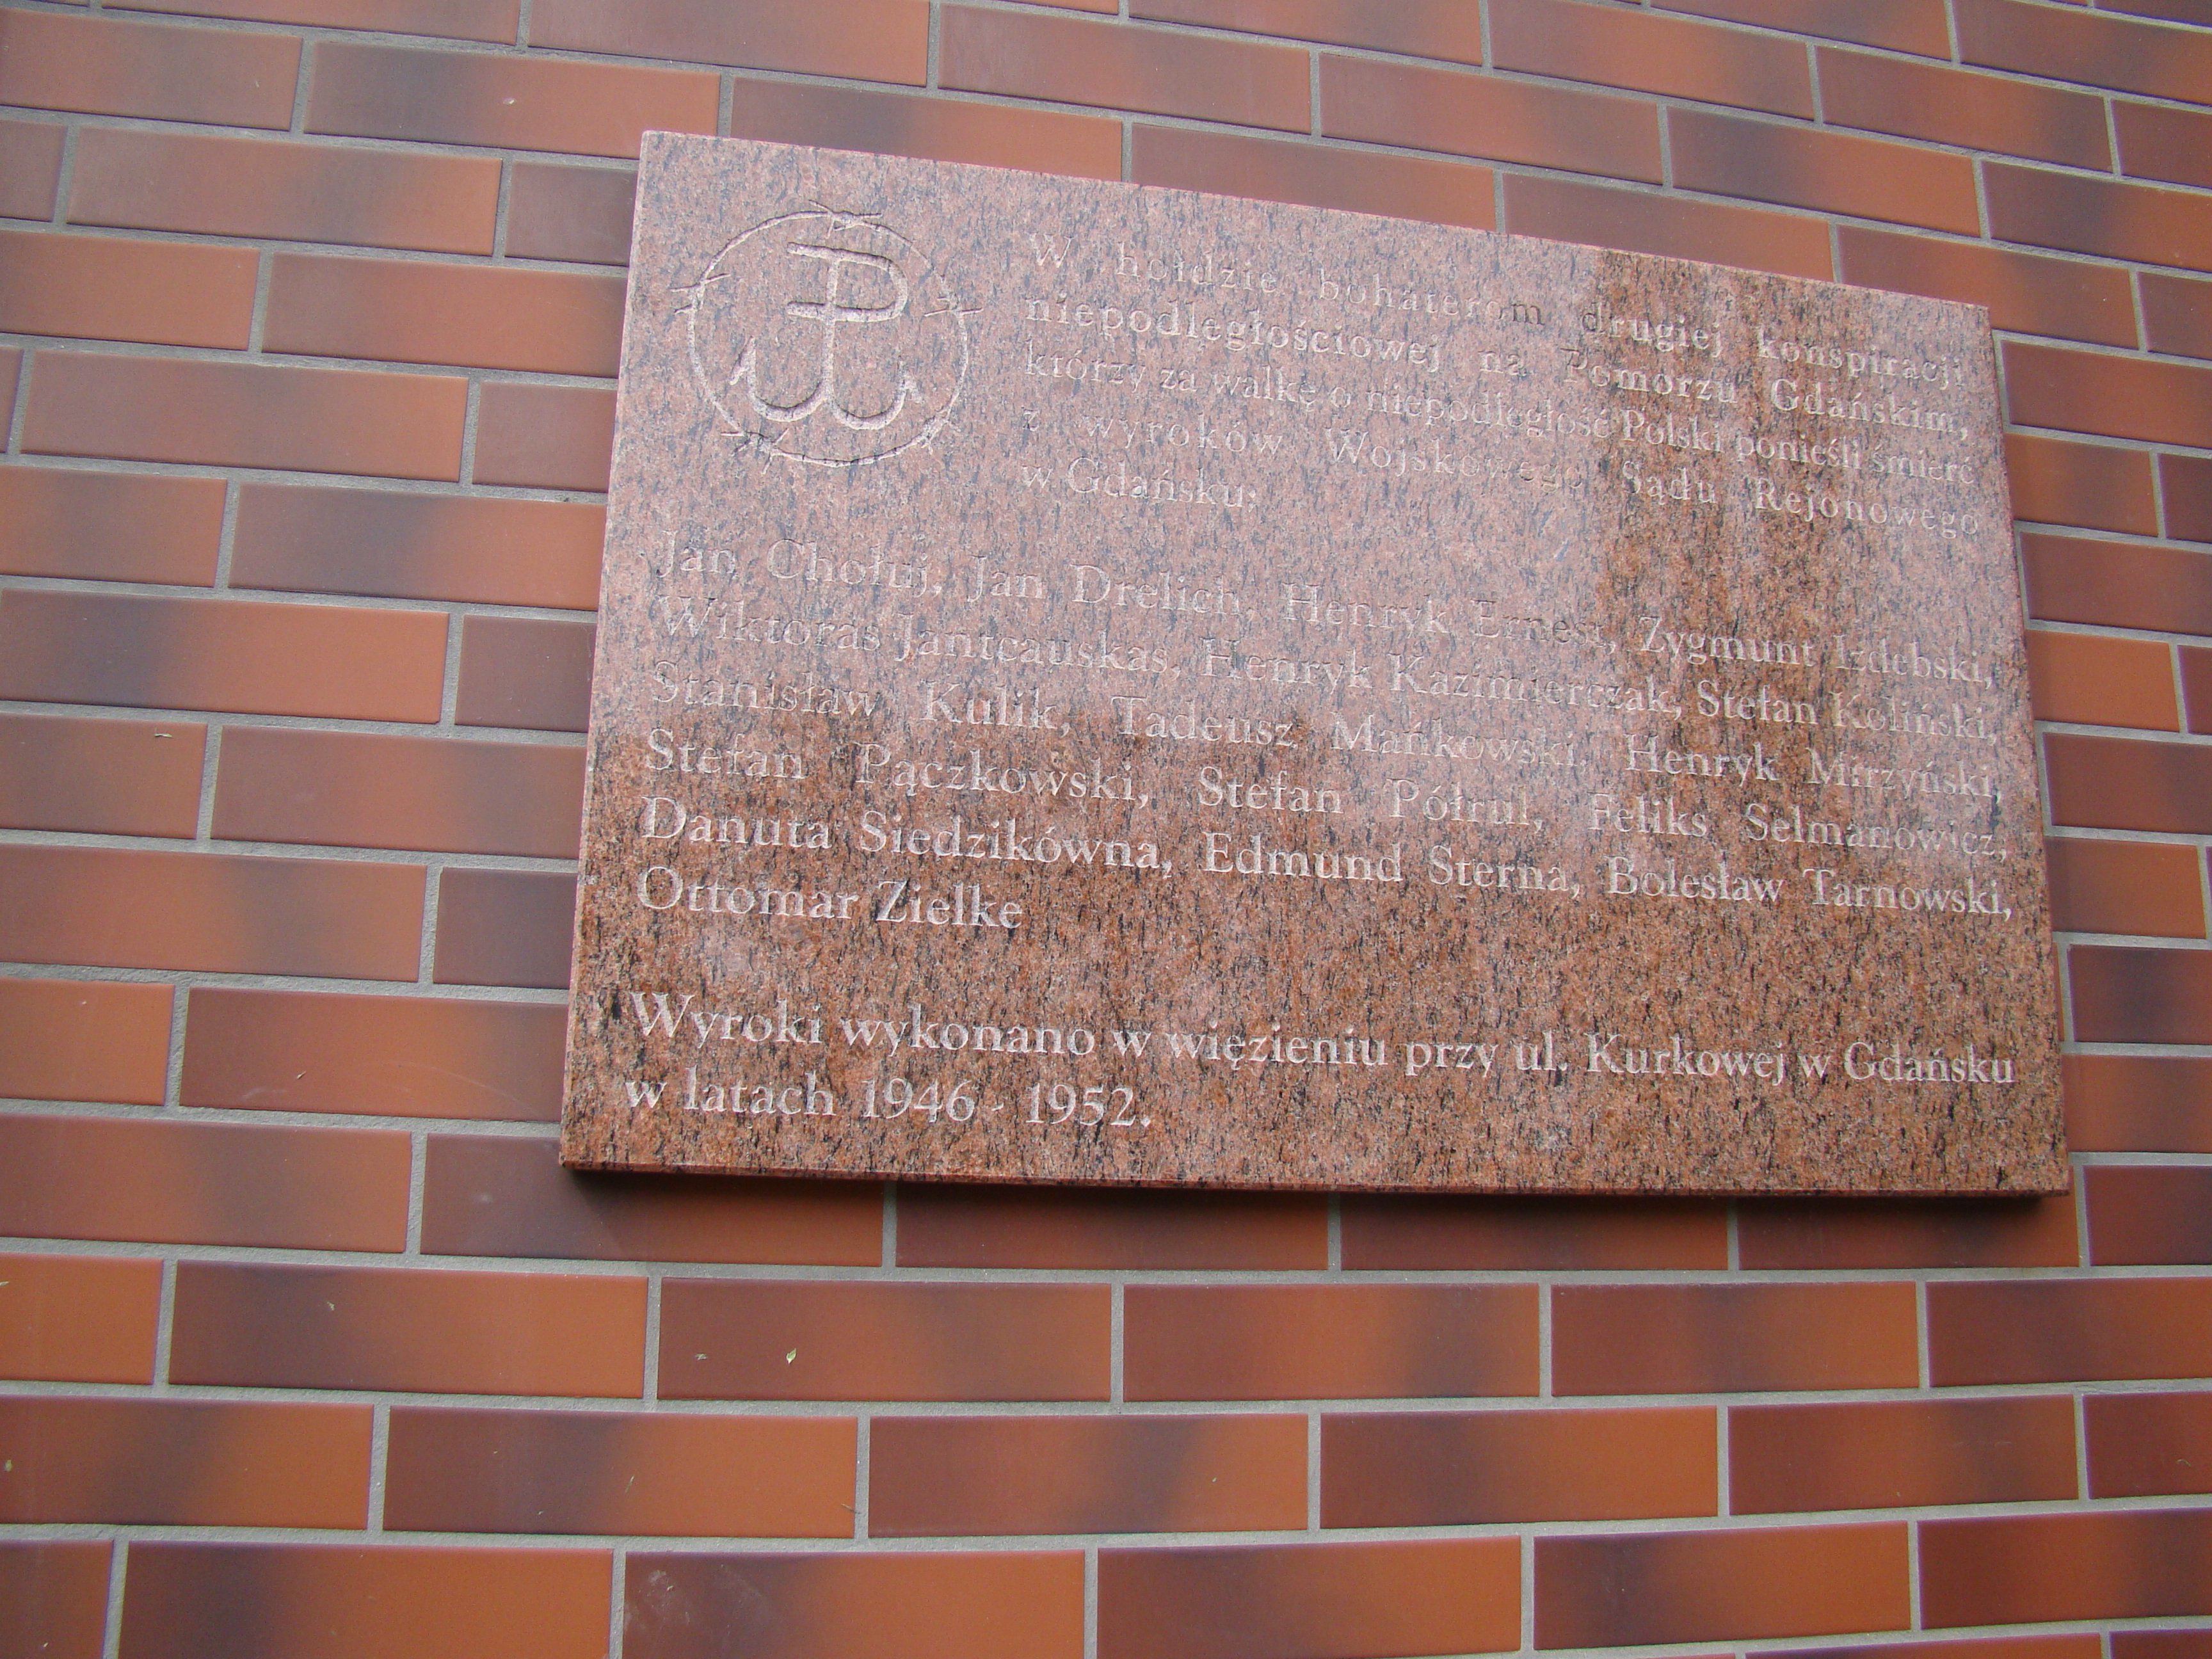 W hołdzie bohaterom drugiej konspiracji
niepodległościowej na Pomorzu Gdańskim,
którzy za walkę o niepodległość Polski ponieśli śmierć
z wyroków Wojskowego Sądu Rejonowego
w Gdańsku:
Jan Chołuj, Jan Drelich, Henryk Ernest, Zygmunt Izdebski,
Wiktoras Jantcauskas, Henryk Kazimierczak, Stefan Koliński,
Stanisław Kulik, Tadeusz Mańkowski, Henryk Mirzyński,
Stefan Pączkowski, Stefan Półrul, Feliks Selmanowicz,
Danuta Siedzikówna, Edmund Sterna, Bolesław Tarnowski,
Ottomar Zielke
Wyroki wykonano w więzieniu przy ul. Kurkowej w Gdańsku
w latach 1946 - 1952.